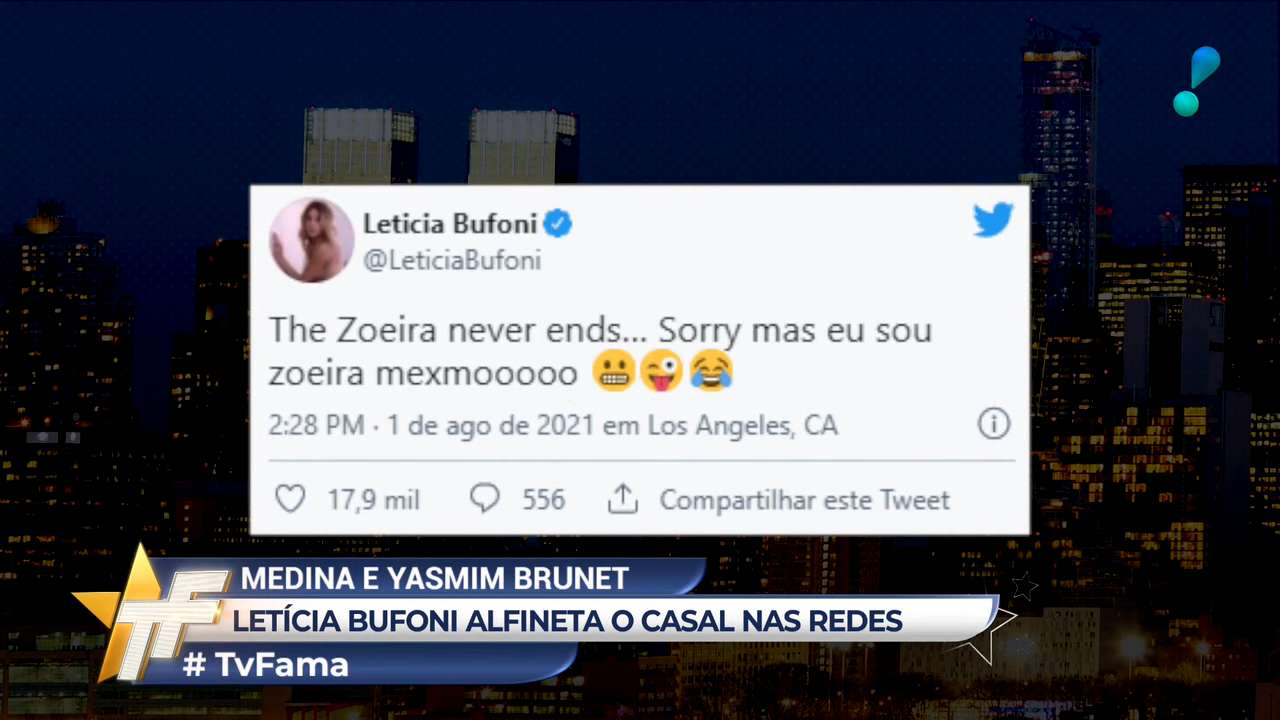 Leticia Bufoni
@LeticiaBufoni
The Zoeira never ends... Sorry mas eu sou
zoeira mexmooooo 😬😜😂
2:28 PM · 1 de ago de 2021 em Los Angeles, CA
17,9 mil 556 Compartilhar este Tweet
TF
MEDINA E YASMIM BRUNET
LETÍCIA BUFONI ALFINETA O CASAL NAS REDES
# TvFama